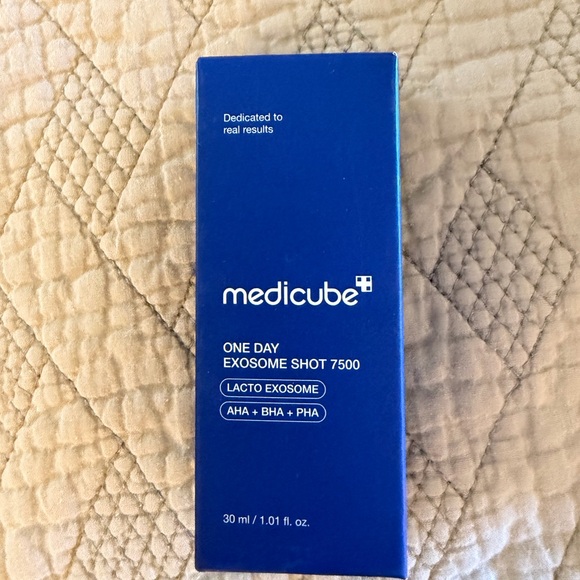 Dedicated to
real results
medicube
ONE DAY
EXOSOME SHOT 7500
LACTO EXOSOME
AHA + BHA + PHA
30 ml / 1.01 fl. oz.